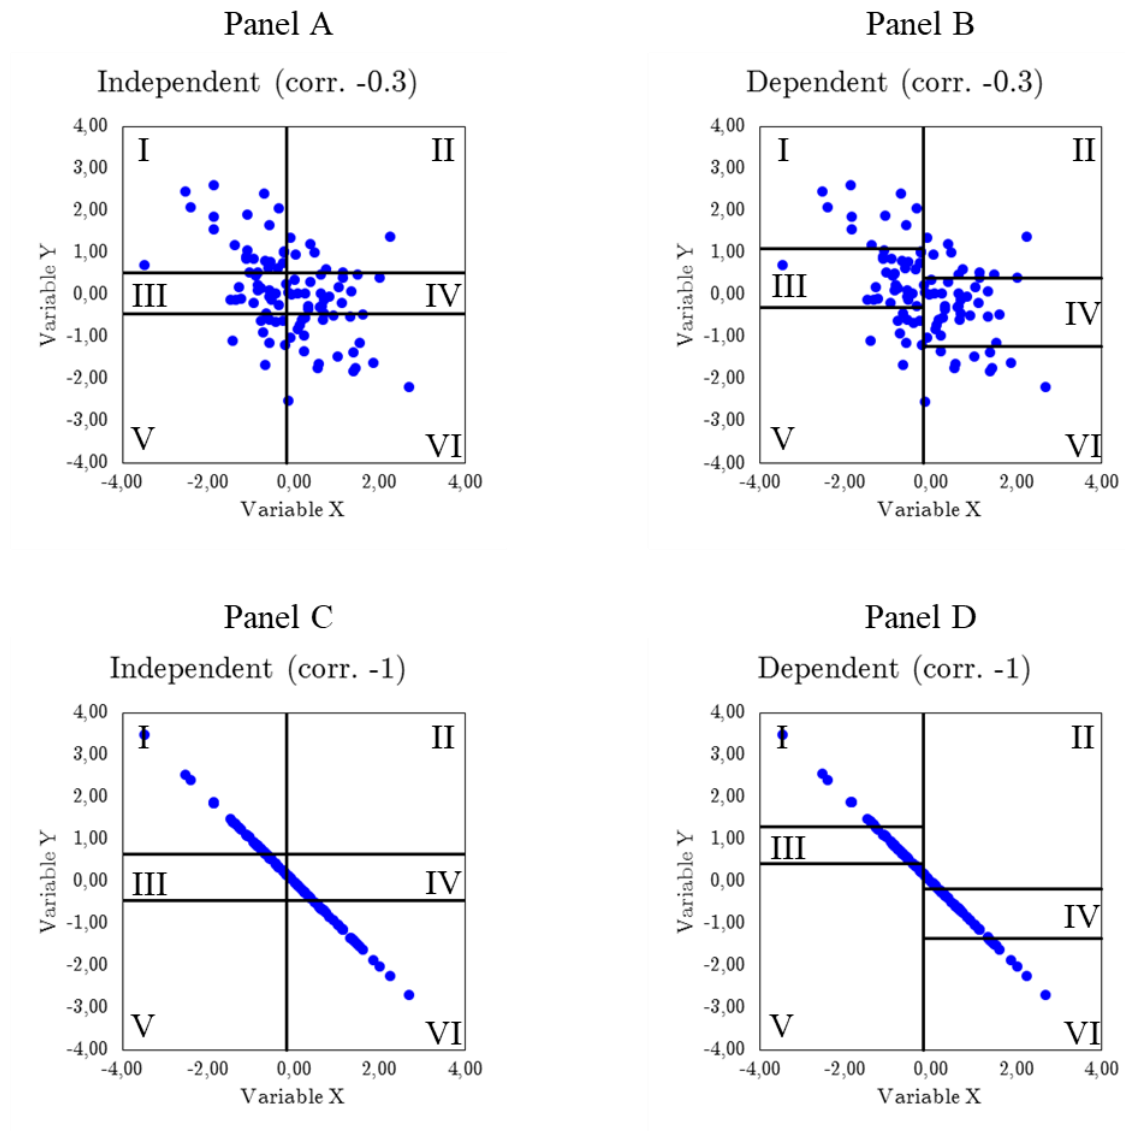 Panel A
Independent (corr. -0.3)
4,00
3,00
2,00
1,00
0,00
-1,00
-2,00
-3,00
-4,00
Variable Y
I
II
III
IV
V
VI
-4,00 -2,00 0,00 2,00 4,00
Variable X
Panel B
Dependent (corr. -0.3)
4,00
3,00
2,00
1,00
0,00
-1,00
-2,00
-3,00
-4,00
Variable Y
I
II
III
IV
V
VI
-4,00 -2,00 0,00 2,00 4,00
Variable X
Panel C
Independent (corr. -1)
4,00
3,00
2,00
1,00
0,00
-1,00
-2,00
-3,00
-4,00
Variable Y
I
II
III
IV
V
VI
-4,00 -2,00 0,00 2,00 4,00
Variable X
Panel D
Dependent (corr. -1)
4,00
3,00
2,00
1,00
0,00
-1,00
-2,00
-3,00
-4,00
Variable Y
I
II
III
IV
V
VI
-4,00 -2,00 0,00 2,00 4,00
Variable X